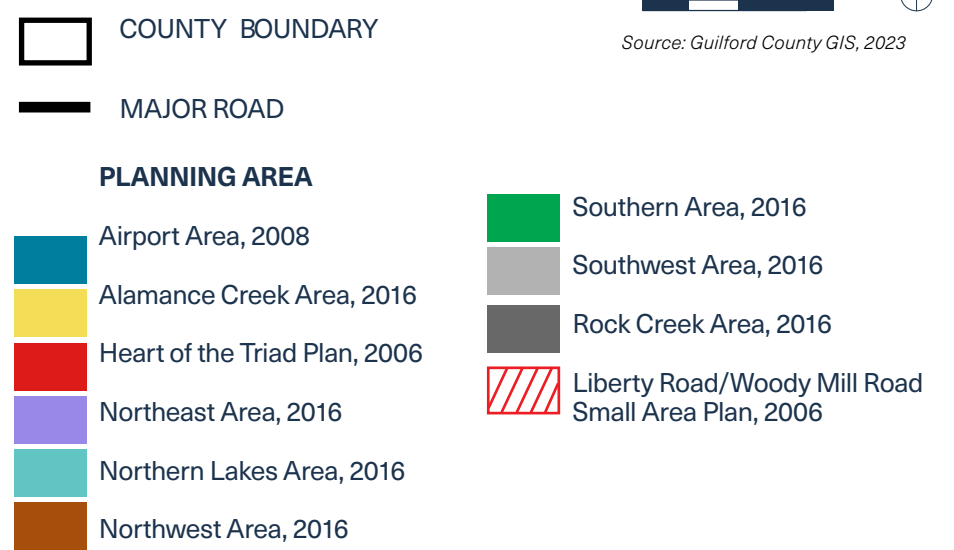 COUNTY BOUNDARY
MAJOR ROAD
PLANNING AREA
Airport Area, 2008
Alamance Creek Area, 2016
Heart of the Triad Plan, 2006
Northeast Area, 2016
Northern Lakes Area, 2016
Northwest Area, 2016
Source: Guilford County GIS, 2023
Southern Area, 2016
Southwest Area, 2016
Rock Creek Area, 2016
Liberty Road/Woody Mill Road
Small Area Plan, 2006